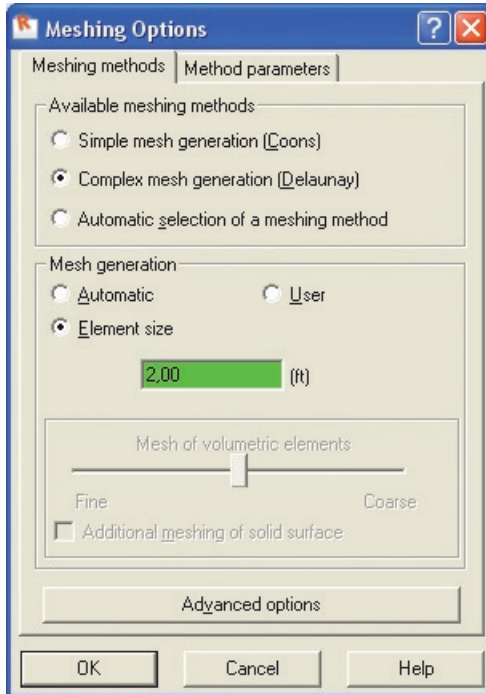 Meshing Options
Meshing methods Method parameters
Available meshing methods
Simple mesh generation (Coons)
Complex mesh generation (Delaunay)
Automatic selection of a meshing method
Mesh generation
Automatic User
Element size
2,00 (ft)
Mesh of volumetric elements
Fine Coarse
Additional meshing of solid surface
Advanced options
OK Cancel Help